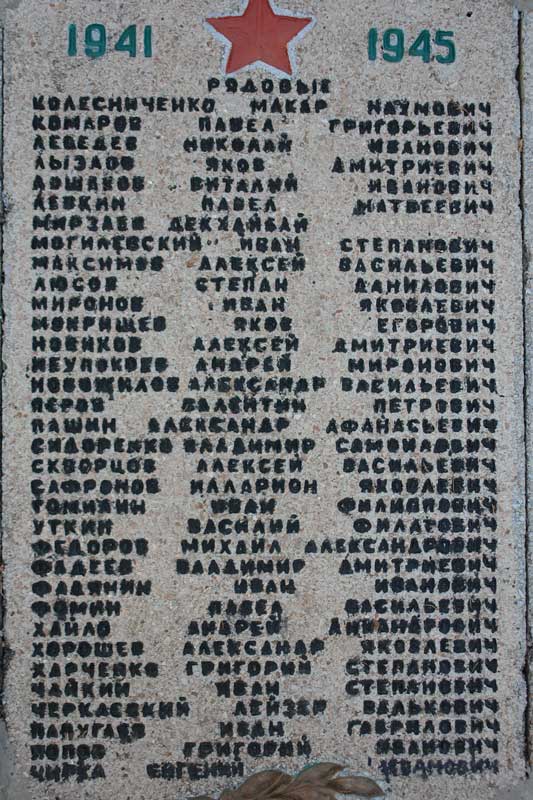 1941 1945
РЯДОВЫЕ
КОЛЕСНИЧЕНКО МАКАР НАУМОВИЧ
КОМАРОВ ПАВЕЛ ГРИГОРЬЕВИЧ
ЛЕБЕДЕВ НИКОЛАЙ ИВАНОВИЧ
ЛЫЗЛОВ ЯКОВ ДМИТРИЕВИЧ
ЛОШАКОВ ВИТАЛИЙ ИВАНОВИЧ
ЛЕВКИН ПАВЕЛ МАТВЕЕВИЧ
МИРЗАЕВ ДЕКХАЙБАЙ
МОГИЛЕВСКИЙ ИВАН СТЕПАНОВИЧ
МАКСИМОВ АЛЕКСЕЙ ВАСИЛЬЕВИЧ
ЛЮСОВ СТЕПАН ДАНИЛОВИЧ
МИРОНОВ ИВАН ЯКОВЛЕВИЧ
МОКРИЩЕВ ЯКОВ ЕГОРОВИЧ
НОВИКОВ АЛЕКСЕЙ ДМИТРИЕВИЧ
НЕУПОКОЕВ АНДРЕЙ МИРОНОВИЧ
НОВОЖИЛОВ АЛЕКСАНДР ВАСИЛЬЕВИЧ
ПЕРОВ ВАЛЕНТИН ПЕТРОВИЧ
ПАШИН АЛЕКСАНДР АФАНАСЬЕВИЧ
СИДОРЕНКО ВЛАДИМИР САМОЙЛОВИЧ
СКВОРЦОВ АЛЕКСЕЙ ВАСИЛЬЕВИЧ
САФРОНОВ ИЛЛАРИОН ЯКОВЛЕВИЧ
ТОМИЛИН ИВАН ФИЛИППОВИЧ
УТКИН ВАСИЛИЙ ФИЛАТОВИЧ
ФЕДОРОВ МИХАИЛ АЛЕКСАНДРОВИЧ
ФАДЕЕВ ВЛАДИМИР ДМИТРИЕВИЧ
ФАДЯНИН ИВАН ИВАНОВИЧ
ФОМИН ПАВЕЛ ВАСИЛЬЕВИЧ
ХАЙЛО АНДРЕЙ НИКАНДРОВИЧ
ХОРОШЕВ АЛЕКСАНДР ЯКОВЛЕВИЧ
ХАРЧЕНКО ГРИГОРИЙ СТЕПАНОВИЧ
ЧАЙКИН ИВАН СТЕПАНОВИЧ
ЧЕРКАЕВСКИЙ ЛЕЙЗЕР ВАЛЬКОВИЧ
ПАПУГАЕВ ИВАН ГАВРИЛОВИЧ
ПОПОВ ГРИГОРИЙ ИВАНОВИЧ
ЧИРКА ЕВГЕНИЙ ИВАНОВИЧ